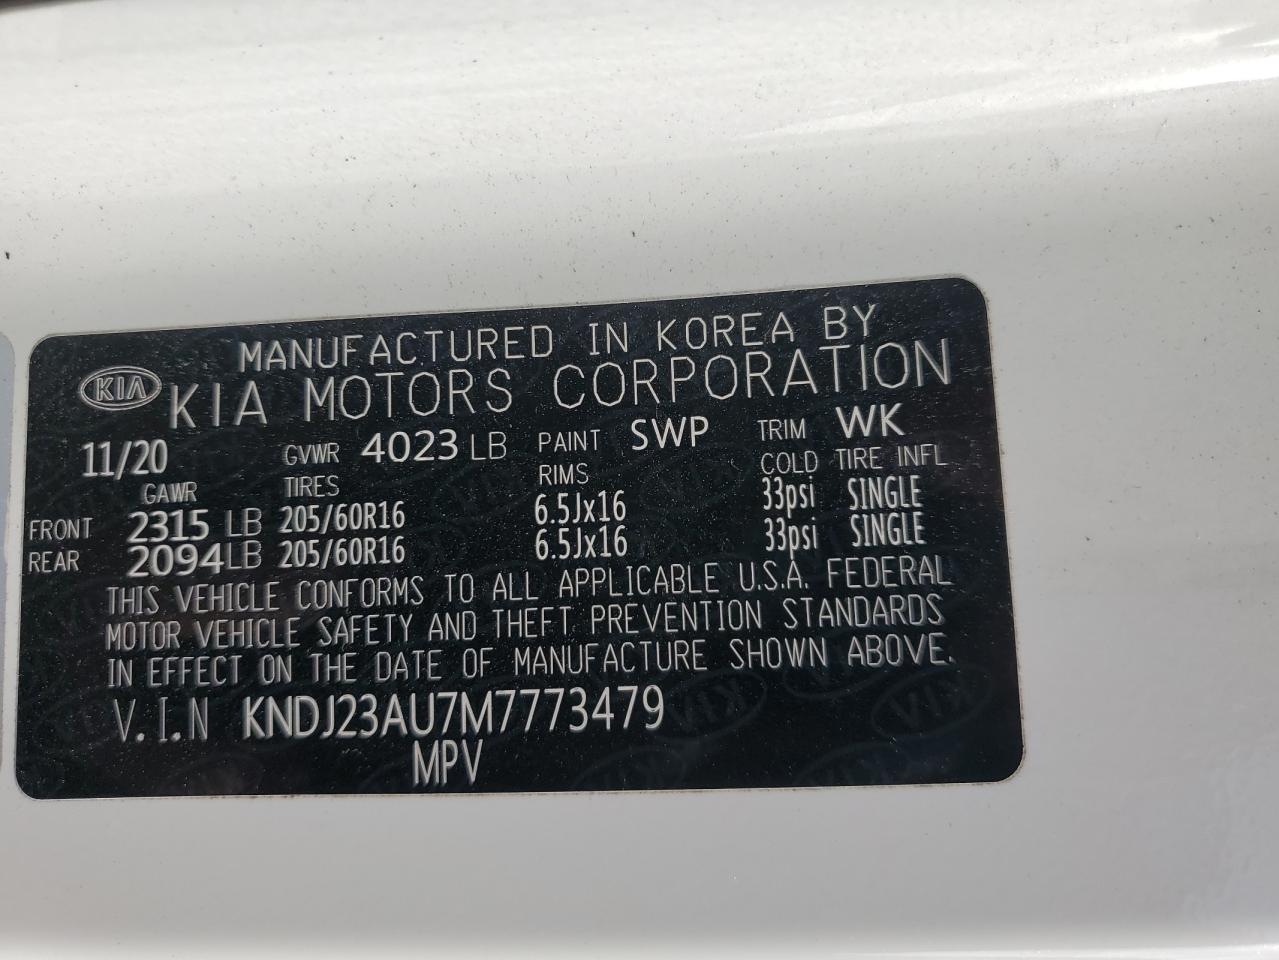 MANUFACTURED IN KOREA BY
KIA KIA MOTORS CORPORATION
11/20 GVWR 4023 LB PAINT SWP TRIM WK
GAWR TIRES RIMS COLD TIRE INFL
FRONT 2315 LB 205/60R16 6.5Jx16 33psi SINGLE
REAR 2094 LB 205/60R16 6.5Jx16 33psi SINGLE
THIS VEHICLE CONFORMS TO ALL APPLICABLE U.S.A. FEDERAL
MOTOR VEHICLE SAFETY AND THEFT PREVENTION STANDARDS
IN EFFECT ON THE DATE OF MANUFACTURE SHOWN ABOVE.
V.I.N KNDJ23AU7M7773479
MPV